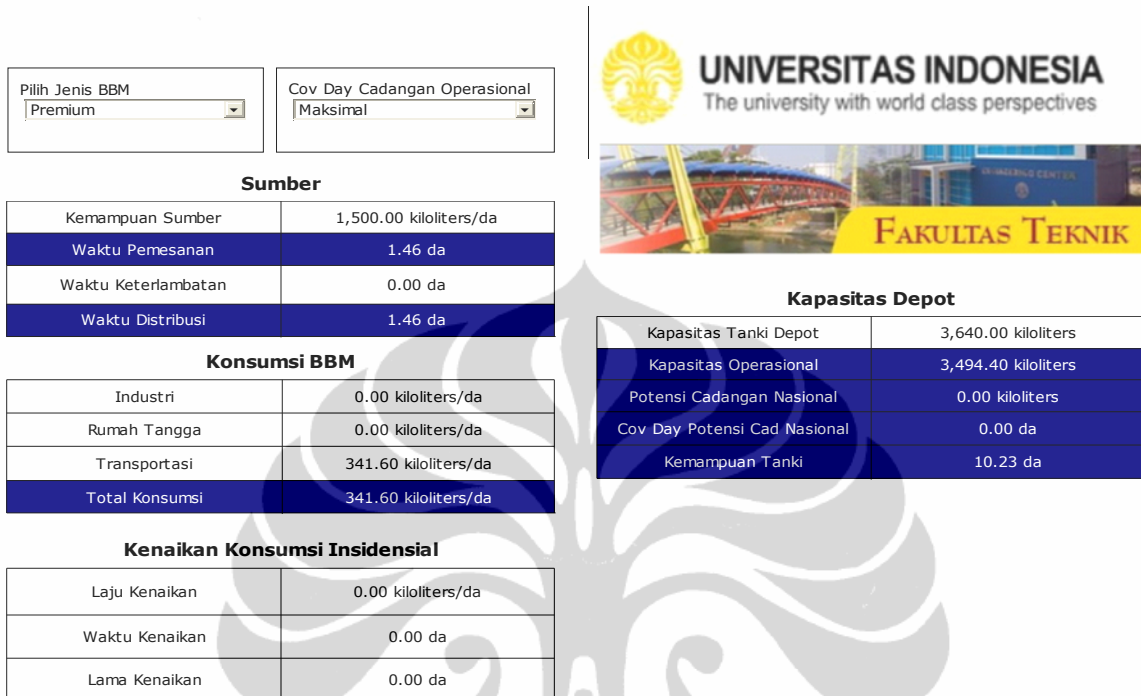 Pilih Jenis BBM
Premium
Cov Day Cadangan Operasional
Maksimal
UNIVERSITAS INDONESIA
The university with world class perspectives
FAKULTAS TEKNIK
Sumber
Kemampuan Sumber 1,500.00 kiloliters/da
Waktu Pemesanan 1.46 da
Waktu Keterlambatan 0.00 da
Waktu Distribusi 1.46 da
Konsumsi BBM
Industri 0.00 kiloliters/da
Rumah Tangga 0.00 kiloliters/da
Transportasi 341.60 kiloliters/da
Total Konsumsi 341.60 kiloliters/da
Kenaikan Konsumsi Insidensial
Laju Kenaikan 0.00 kiloliters/da
Waktu Kenaikan 0.00 da
Lama Kenaikan 0.00 da
Kapasitas Depot
Kapasitas Tanki Depot 3,640.00 kiloliters
Kapasitas Operasional 3,494.40 kiloliters
Potensi Cadangan Nasional 0.00 kiloliters
Cov Day Potensi Cad Nasional 0.00 da
Kemampuan Tanki 10.23 da